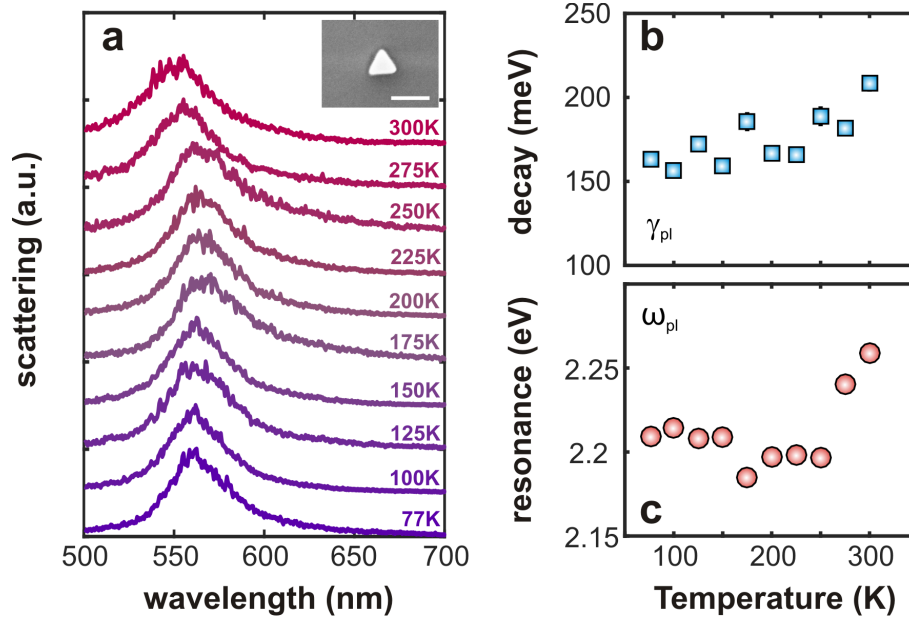 a
300K
275K
250K
225K
200K
175K
150K
125K
100K
77K
scattering (a.u.)
500 550 600 650 700
wavelength (nm)
b
250
200
150
100
decay (meV)
γpl
ωpl
2.25
2.2
2.15
resonance (eV)
c
100 200 300
Temperature (K)